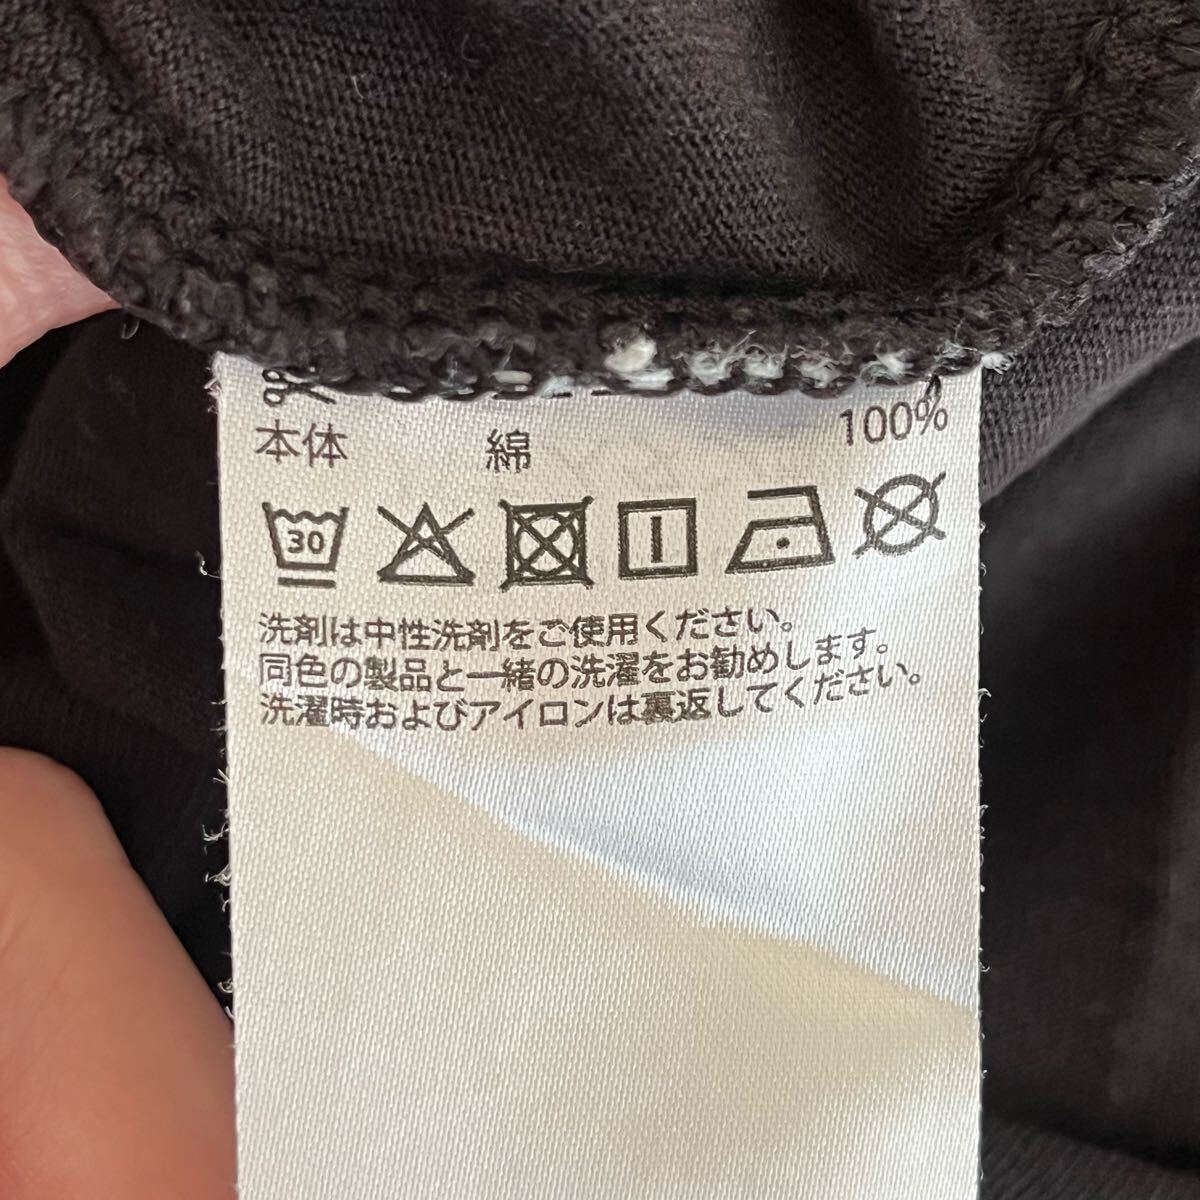 本体 綿 100%
30
洗剤は中性洗剤をご使用ください。
同色の製品と一緒の洗濯をお勧めします。
洗濯時およびアイロンは裏返してください。